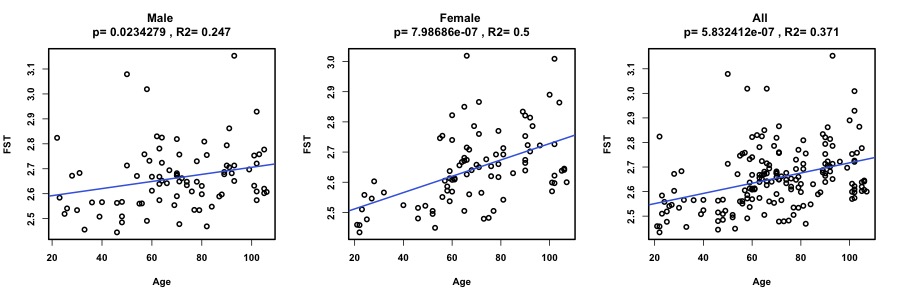 Male
p= 0.0234279 , R2= 0.247
FST
3.1
3.0
2.9
2.8
2.7
2.6
2.5
20 40 60 80 100
Age
Female
p= 7.98686e-07 , R2= 0.5
FST
3.0
2.9
2.8
2.7
2.6
2.5
20 40 60 80 100
Age
All
p= 5.832412e-07 , R2= 0.371
FST
3.1
3.0
2.9
2.8
2.7
2.6
2.5
20 40 60 80 100
Age